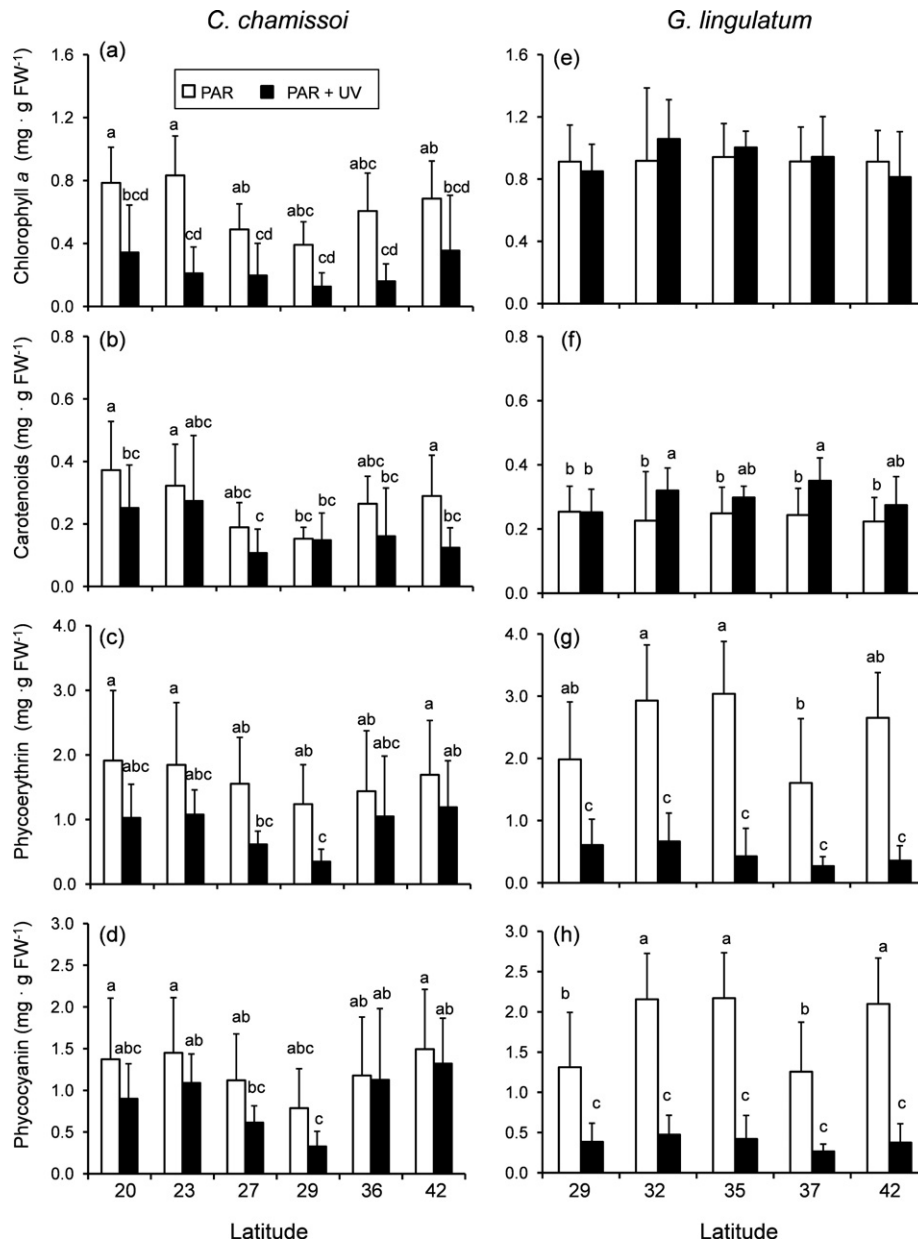 C. chamissoi
G. lingulatum
(a)
PAR PAR + UV
Chlorophyll a (mg · g FW-1)
1.6
1.2
0.8
0.4
0.0
a bcd a cd ab cd abc cd abc cd ab bcd
(e)
1.6
1.2
0.8
0.4
0.0
(b)
Carotenoids (mg · g FW-1)
0.8
0.6
0.4
0.2
0.0
a bc a abc abc c bc bc abc bc a bc
(f)
0.8
0.6
0.4
0.2
0.0
b b b a b ab b a b ab
(c)
Phycoerythrin (mg · g FW-1)
4.0
3.0
2.0
1.0
0.0
a abc a abc ab bc ab c ab abc a ab
(g)
4.0
3.0
2.0
1.0
0.0
ab c a c a c b c ab c
(d)
Phycocyanin (mg · g FW-1)
3.0
2.5
2.0
1.5
1.0
0.5
0.0
a abc a ab ab bc abc c ab ab a ab
20 23 27 29 36 42
Latitude
(h)
3.0
2.5
2.0
1.5
1.0
0.5
0.0
b c a c a c b c a c
29 32 35 37 42
Latitude